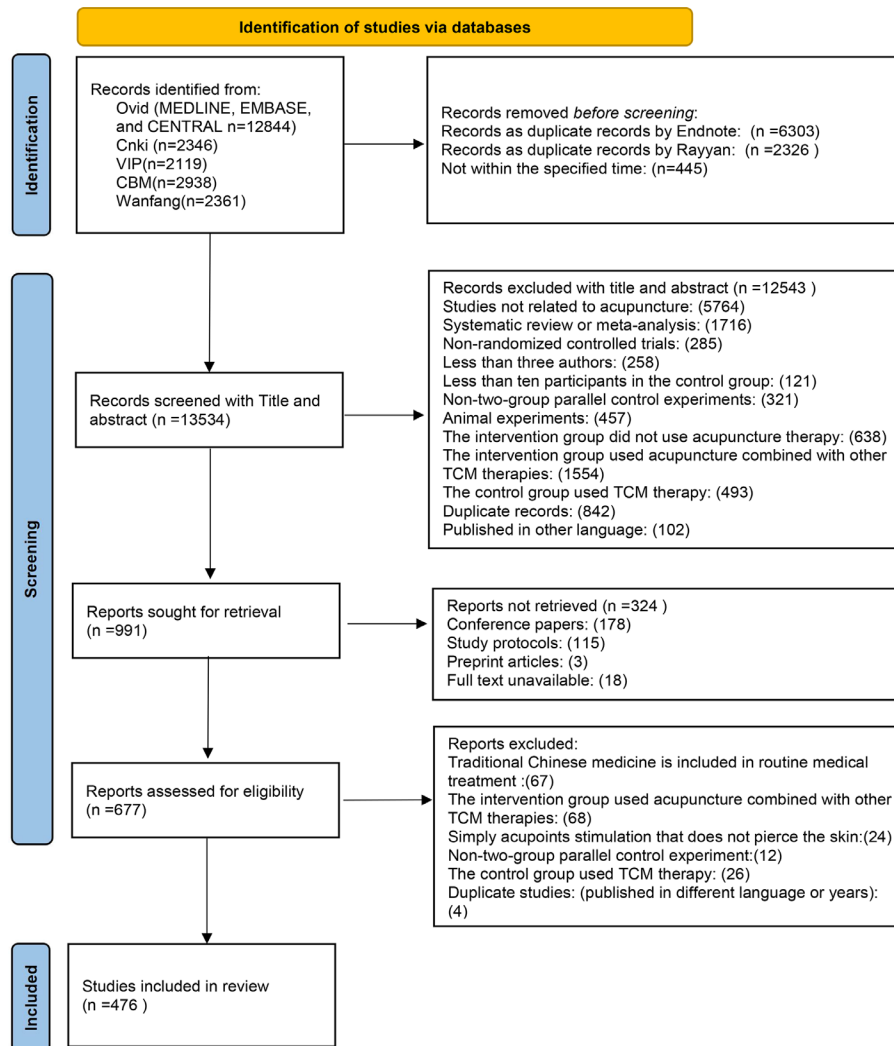 Identification of studies via databases
Identification
Records identified from:
Ovid (MEDLINE, EMBASE,
and CENTRAL n=12844)
Cnki (n=2346)
VIP(n=2119)
CBM(n=2938)
Wanfang(n=2361)
Records removed before screening:
Records as duplicate records by Endnote: (n =6303)
Records as duplicate records by Rayyan: (n =2326 )
Not within the specified time: (n=445)
Screening
Records screened with Title and
abstract (n =13534)
Records excluded with title and abstract (n =12543 )
Studies not related to acupuncture: (5764)
Systematic review or meta-analysis: (1716)
Non-randomized controlled trials: (285)
Less than three authors: (258)
Less than ten participants in the control group: (121)
Non-two-group parallel control experiments: (321)
Animal experiments: (457)
The intervention group did not use acupuncture therapy: (638)
The intervention group used acupuncture combined with other
TCM therapies: (1554)
The control group used TCM therapy: (493)
Duplicate records: (842)
Published in other language: (102)
Reports sought for retrieval
(n =991)
Reports not retrieved (n =324 )
Conference papers: (178)
Study protocols: (115)
Preprint articles: (3)
Full text unavailable: (18)
Reports assessed for eligibility
(n =677)
Reports excluded:
Traditional Chinese medicine is included in routine medical
treatment :(67)
The intervention group used acupuncture combined with other
TCM therapies: (68)
Simply acupoints stimulation that does not pierce the skin:(24)
Non-two-group parallel control experiment:(12)
The control group used TCM therapy: (26)
Duplicate studies: (published in different language or years):
(4)
Included
Studies included in review
(n =476 )